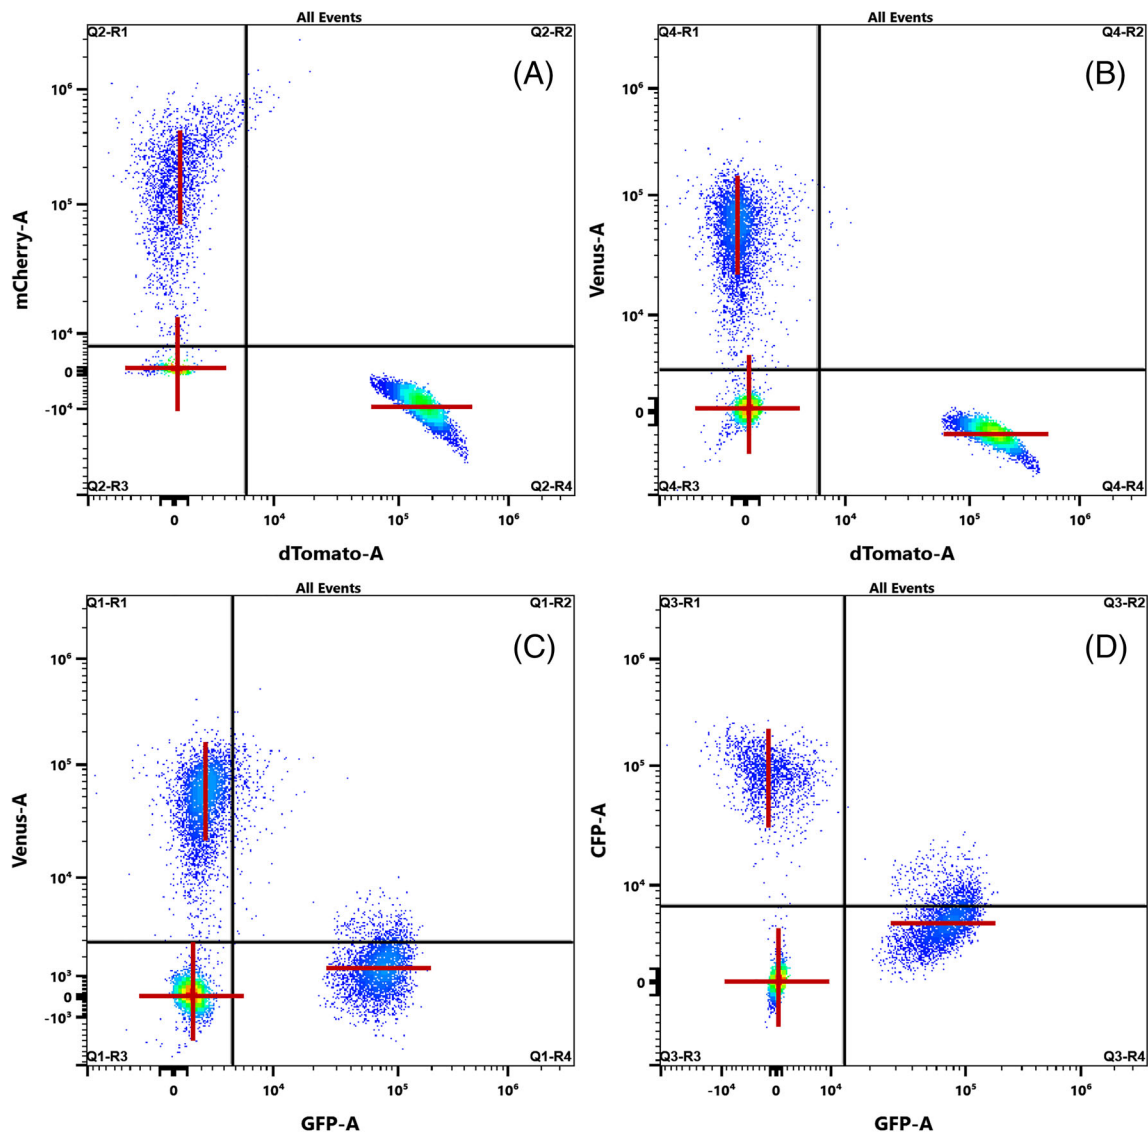 All Events
Q2-R1
Q2-R2
(A)
mCherry-A
10⁶
10⁵
10⁴
0
-10⁴
Q2-R3
Q2-R4
0
10⁴
10⁵
10⁶
dTomato-A
All Events
Q4-R1
Q4-R2
(B)
Venus-A
10⁶
10⁵
10⁴
0
Q4-R3
Q4-R4
0
10⁴
10⁵
10⁶
dTomato-A
All Events
Q1-R1
Q1-R2
(C)
Venus-A
10⁶
10⁵
10⁴
10³
0
-10³
Q1-R3
Q1-R4
0
10⁴
10⁵
10⁶
GFP-A
All Events
Q3-R1
Q3-R2
(D)
CFP-A
10⁶
10⁵
10⁴
0
Q3-R3
Q3-R4
-10⁴
0
10⁴
10⁵
10⁶
GFP-A